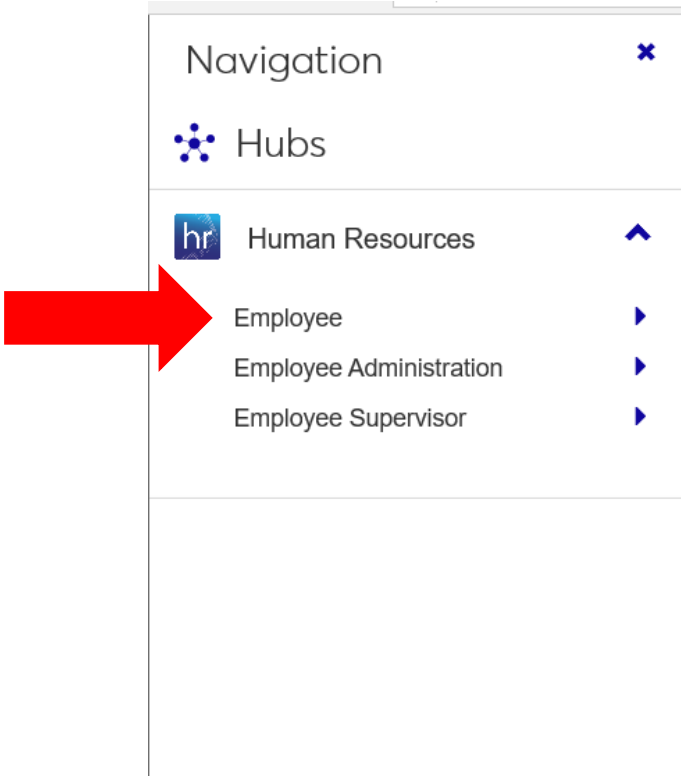 Navigation
Hubs
hr Human Resources
Employee
Employee Administration
Employee Supervisor